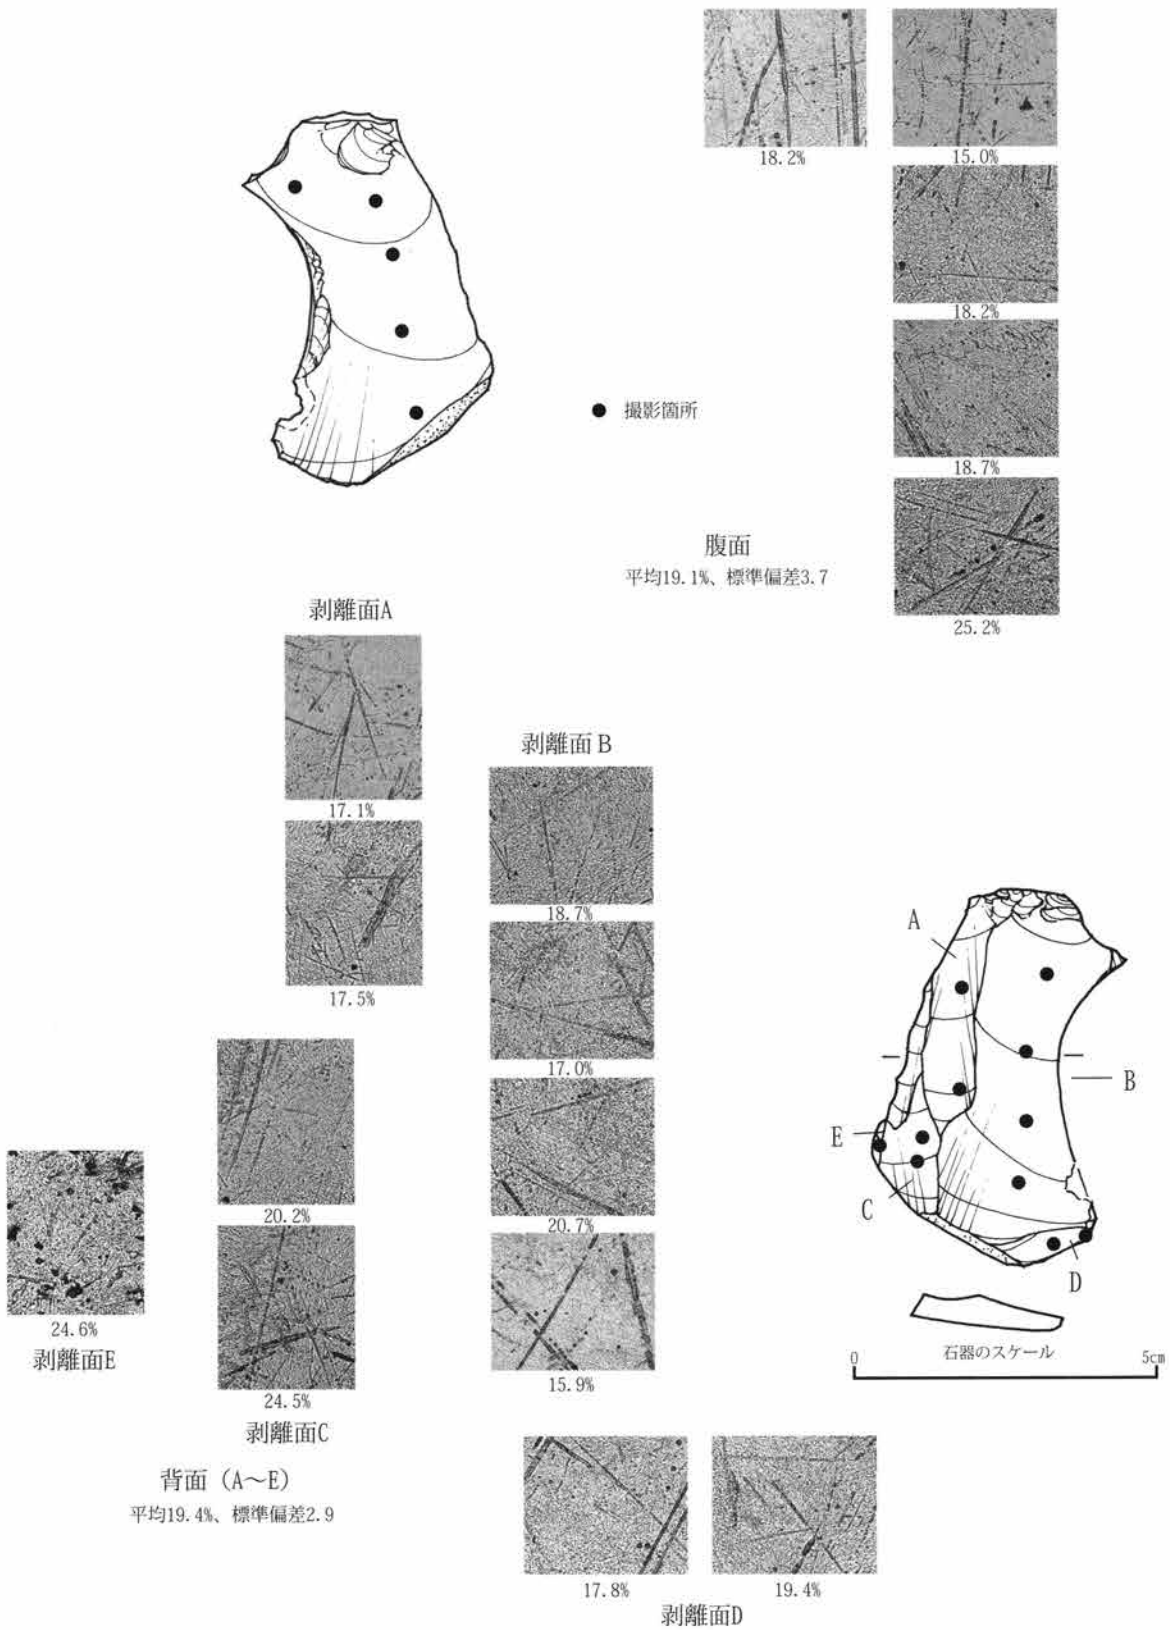 18.2%
15.0%
18.2%
18.7%
25.2%
● 撮影箇所
腹面
平均19.1%、標準偏差3.7
剥離面A
17.1%
17.5%
剥離面B
18.7%
17.0%
20.7%
15.9%
20.2%
24.5%
剥離面C
24.6%
剥離面E
背面 (A～E)
平均19.4%、標準偏差2.9
17.8%
19.4%
剥離面D
A
B
E
C
D
0 石器のスケール 5cm